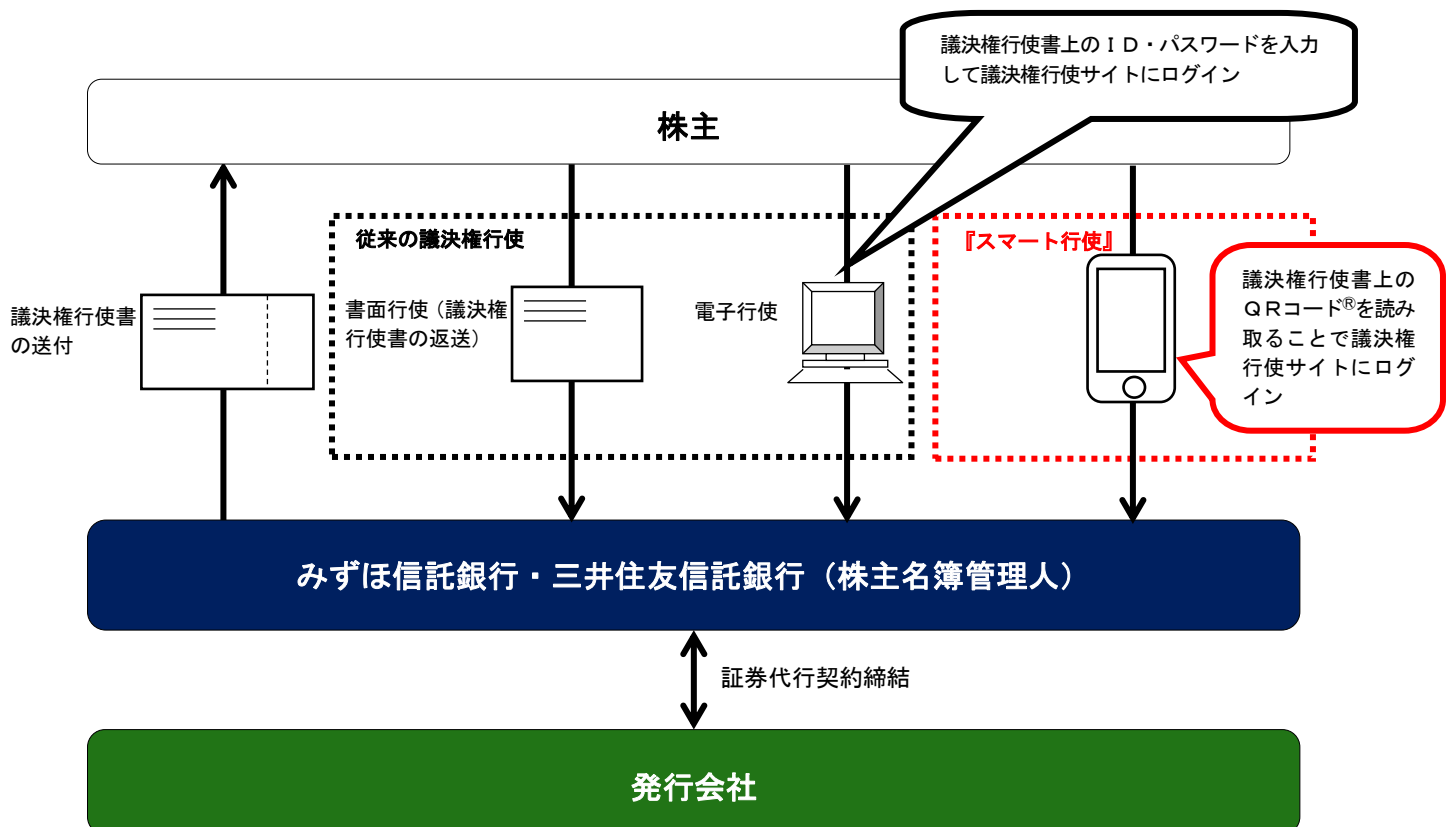 議決権行使書上のＩＤ・パスワードを入力
して議決権行使サイトにログイン
株主
従来の議決権行使
『スマート行使』
議決権行使書
の送付
書面行使（議決権
行使書の返送）
電子行使
議決権行使書上の
ＱＲコード®を読み
取ることで議決権
行使サイトにログ
イン
みずほ信託銀行・三井住友信託銀行（株主名簿管理人）
証券代行契約締結
発行会社